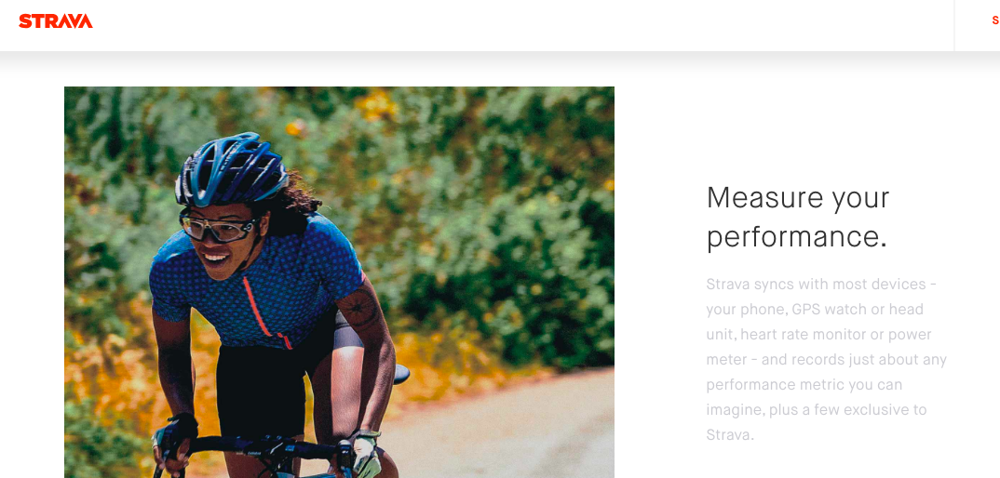 STRAVA
S
Measure your
performance.
Strava syncs with most devices -
your phone, GPS watch or head
unit, heart rate monitor or power
meter - and records just about any
performance metric you can
imagine, plus a few exclusive to
Strava.